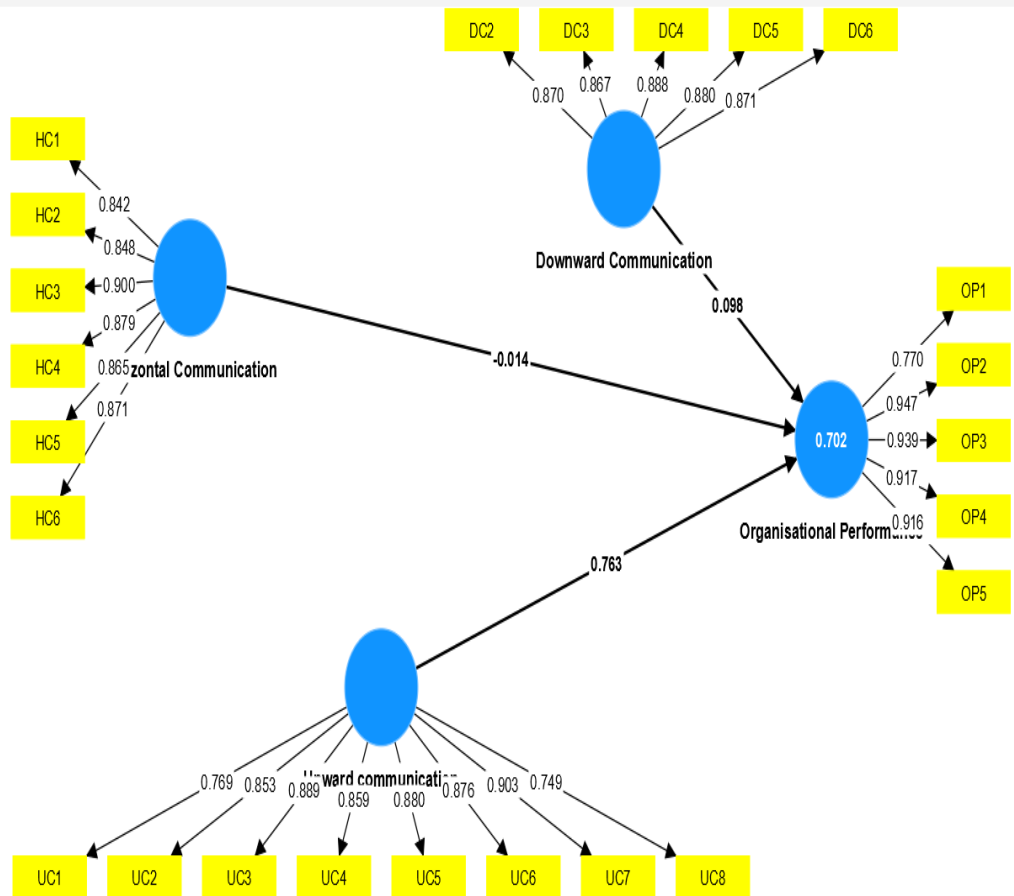 DC2 DC3 DC4 DC5 DC6
0.870 0.867 0.888 0.880 0.871
Downward Communication
HC1
HC2
HC3
HC4
HC5
HC6
0.842
0.848
0.900
0.879
0.865
0.871
zontal Communication
0.098
-0.014
0.763
0.702
Organisational Performance
OP1
OP2
OP3
OP4
OP5
0.770
0.947
0.939
0.917
0.916
Upward communication
0.769 0.853 0.889 0.859 0.880 0.876 0.903 0.749
UC1 UC2 UC3 UC4 UC5 UC6 UC7 UC8